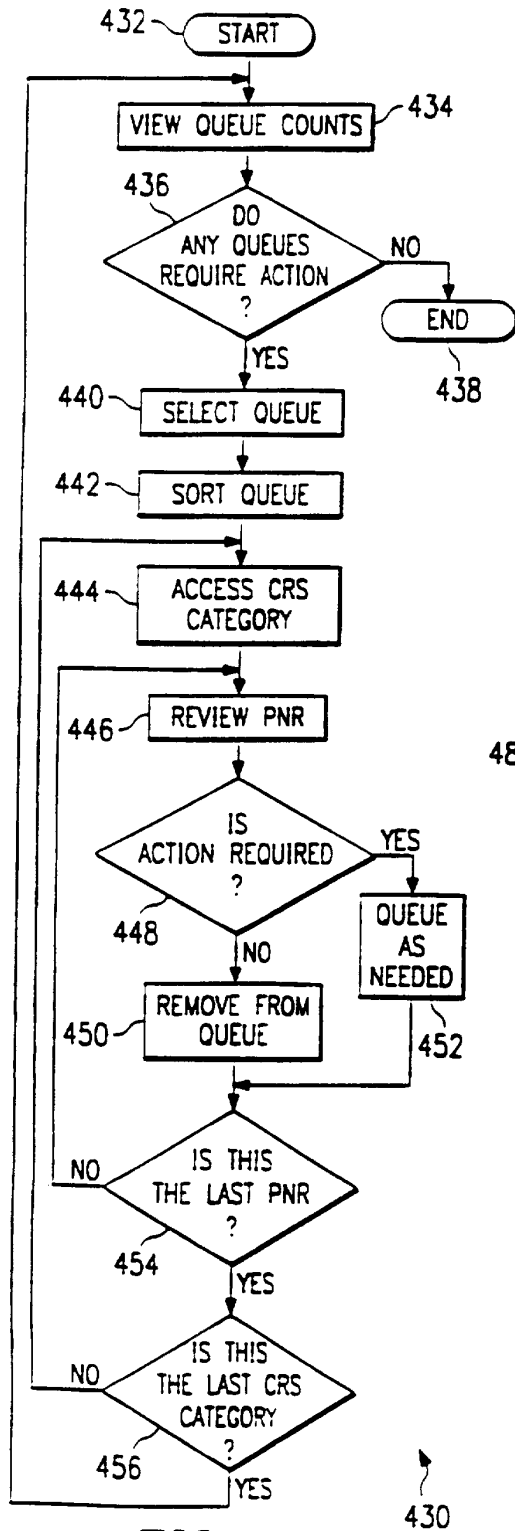 432
START
VIEW QUEUE COUNTS
434
436
DO
ANY QUEUES
REQUIRE ACTION
?
NO
END
438
YES
440
SELECT QUEUE
442
SORT QUEUE
444
ACCESS CRS
CATEGORY
446
REVIEW PNR
48
IS
ACTION REQUIRED
?
YES
448
QUEUE
AS
NEEDED
452
NO
450
REMOVE FROM
QUEUE
NO
IS THIS
THE LAST PNR
?
454
YES
NO
IS THIS
THE LAST CRS
CATEGORY
?
456
YES
430